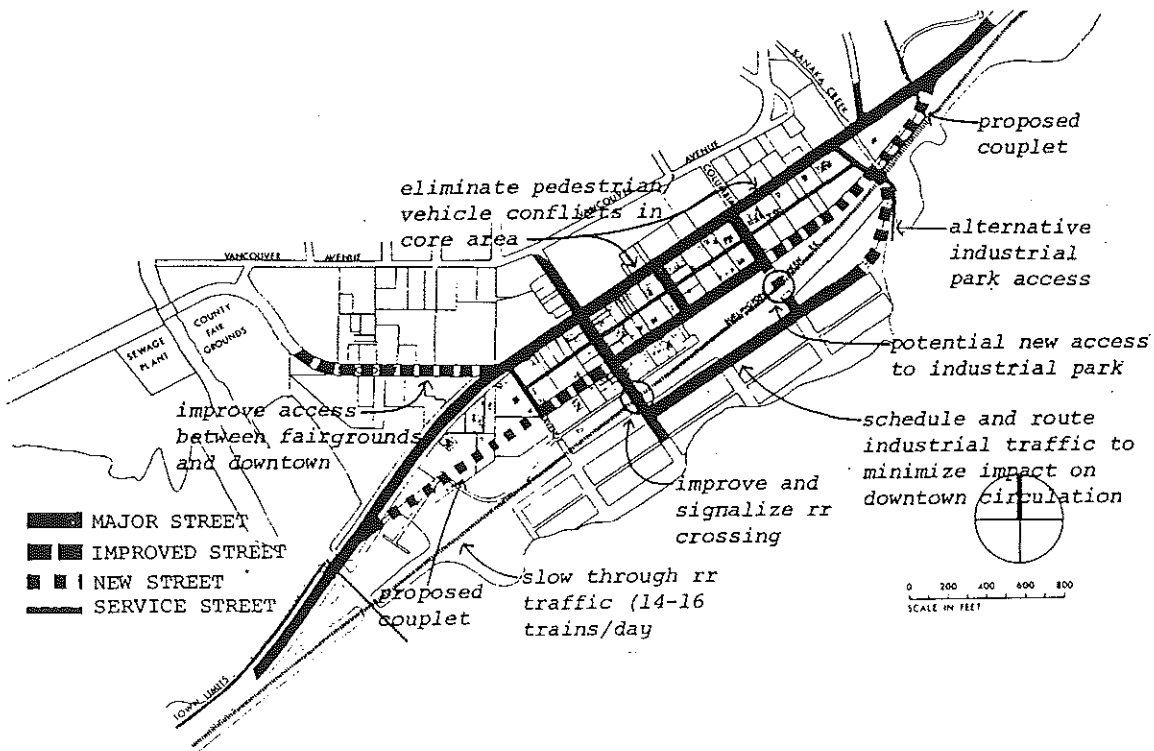 KANAKA CREEK
proposed
couplet
AVENUE
eliminate pedestrian/
vehicle conflicts in
core area
alternative
industrial
park access
VANCOUVER
AVENUE
COUNTY
FAIR
GROUNDS
SEWAGE
PLANT
potential new access
to industrial park
improve access
between fairgrounds
and downtown
schedule and route
industrial traffic to
minimize impact on
downtown circulation
improve and
signalize rr
crossing
MAJOR STREET
IMPROVED STREET
NEW STREET
SERVICE STREET
proposed
couplet
slow through rr
traffic (14-16
trains/day
0 200 400 600 800
SCALE IN FEET
TOWN LIMITS